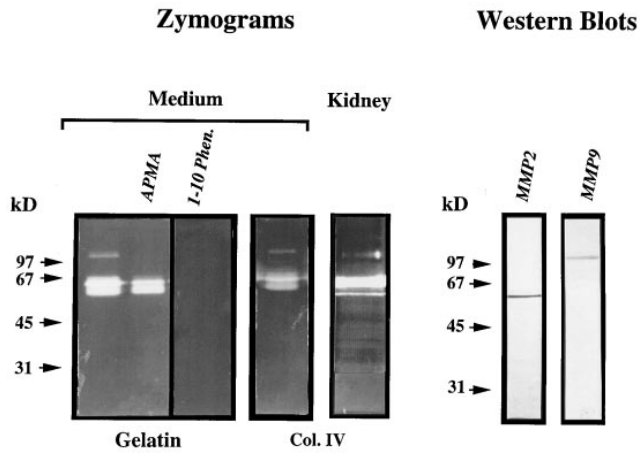 Zymograms
Western Blots
Medium
Kidney
APMA
1-10 Phen.
MMP2
MMP9
kD
97
67
45
31
kD
97
67
45
31
Gelatin
Col. IV